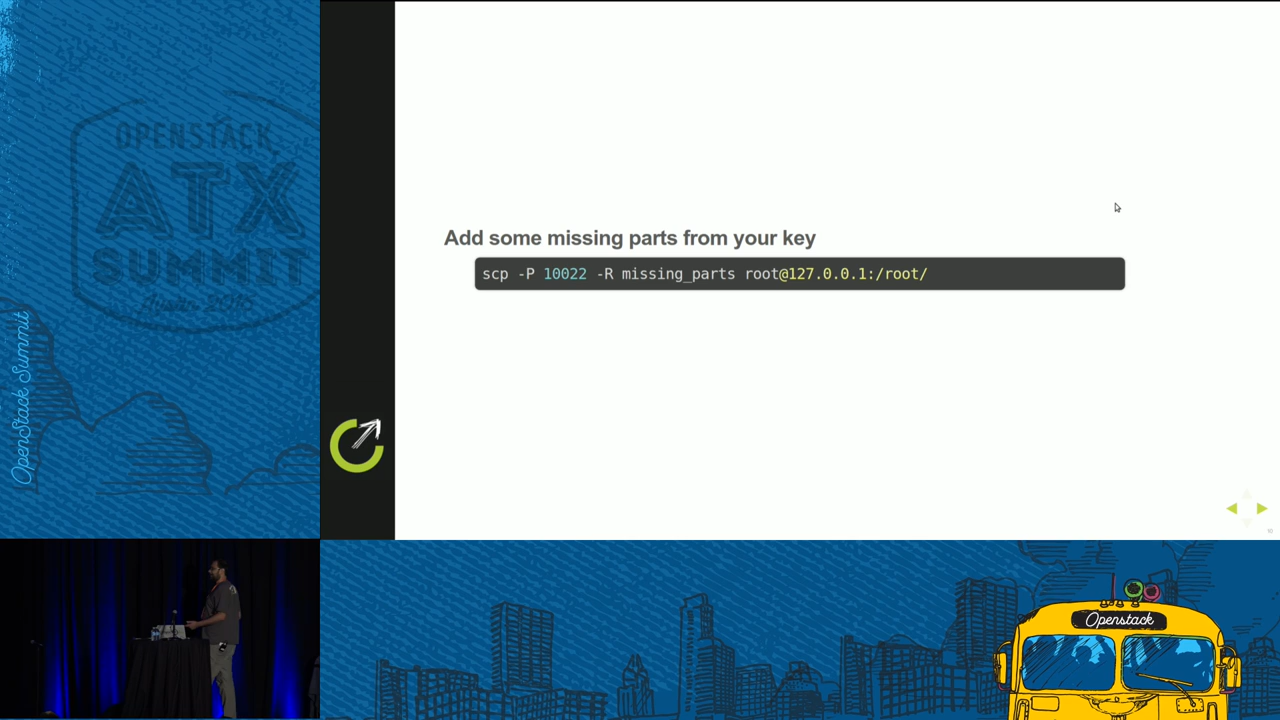 OPENSTACK
ATX
SUMMIT
Austin 2016
OpenStack Summit
Add some missing parts from your key
scp -P 10022 -R missing_parts root@127.0.0.1:/root/
Openstack